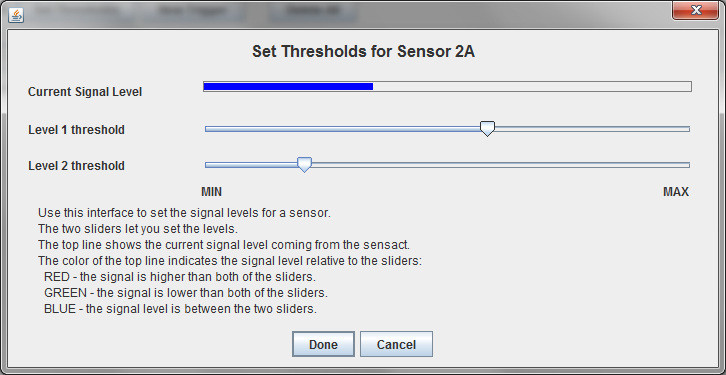 Set Thresholds for Sensor 2A
Current Signal Level
Level 1 threshold
Level 2 threshold
MIN MAX
Use this interface to set the signal levels for a sensor.
The two sliders let you set the levels.
The top line shows the current signal level coming from the sensact.
The color of the top line indicates the signal level relative to the sliders:
RED - the signal is higher than both of the sliders.
GREEN - the signal is lower than both of the sliders.
BLUE - the signal level is between the two sliders.
Done Cancel